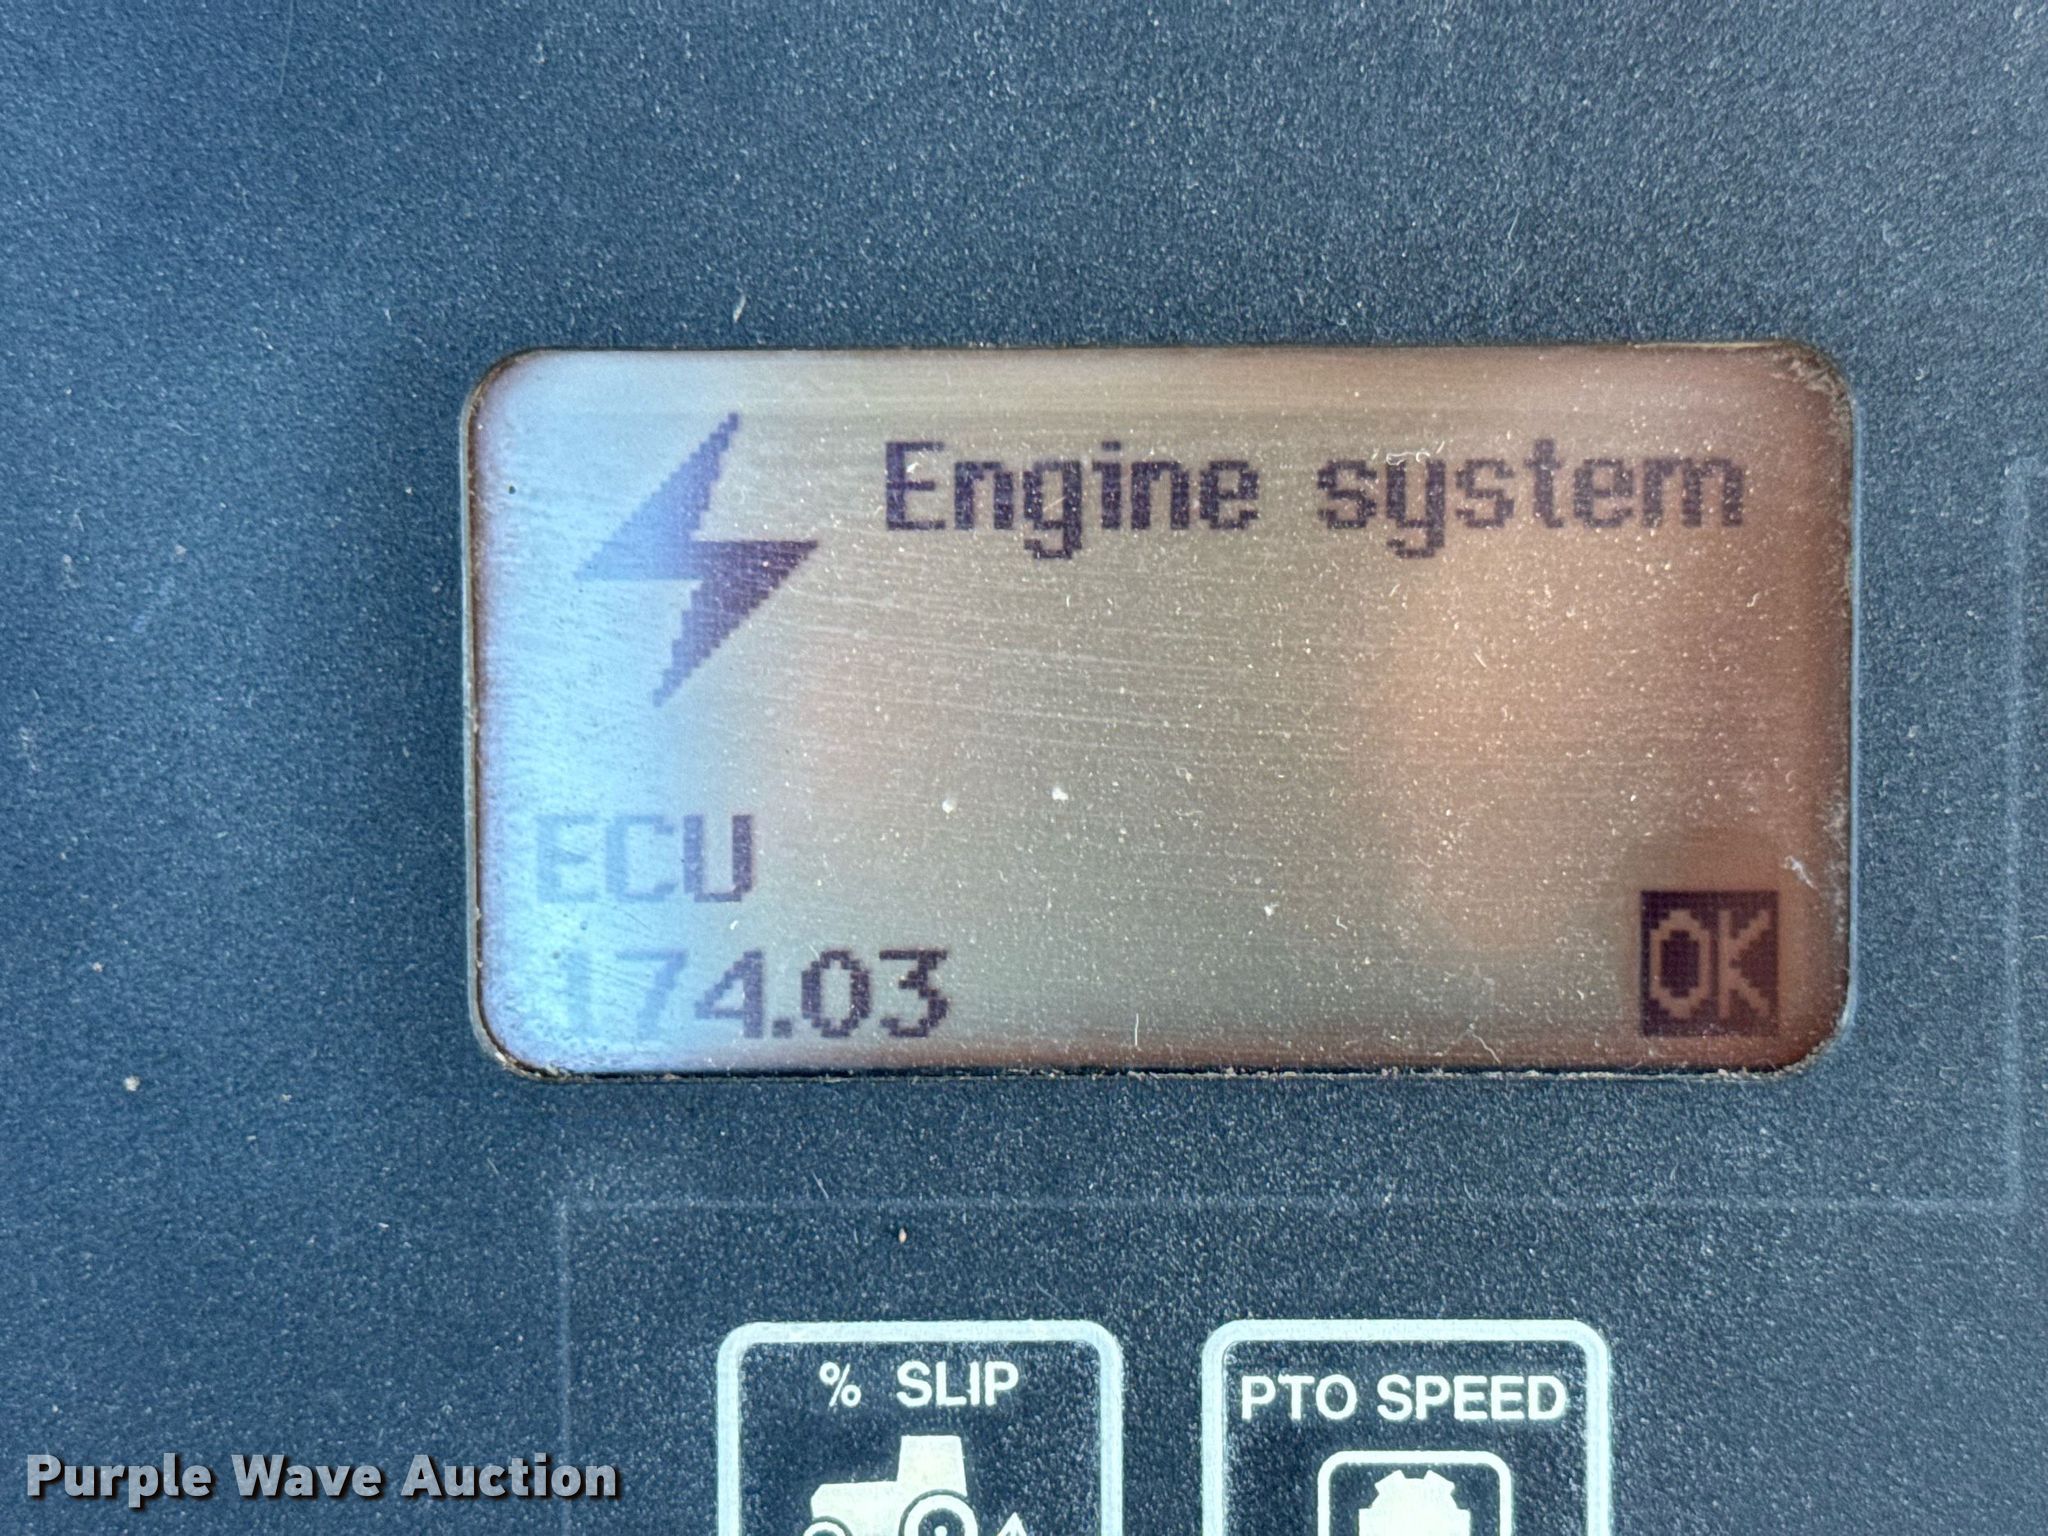 Engine system
ECU
174.03
OK
% SLIP
PTO SPEED
Purple Wave Auction